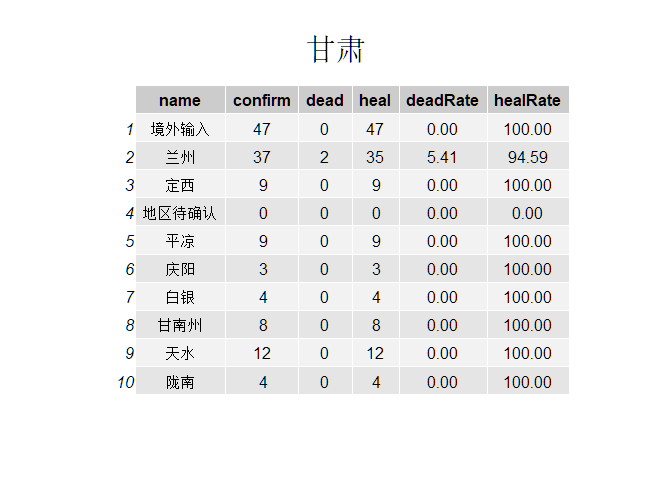 甘肃
name confirm dead heal deadRate healRate
1 境外输入 47 0 47 0.00 100.00
2 兰州 37 2 35 5.41 94.59
3 定西 9 0 9 0.00 100.00
4 地区待确认 0 0 0 0.00 0.00
5 平凉 9 0 9 0.00 100.00
6 庆阳 3 0 3 0.00 100.00
7 白银 4 0 4 0.00 100.00
8 甘南州 8 0 8 0.00 100.00
9 天水 12 0 12 0.00 100.00
10 陇南 4 0 4 0.00 100.00